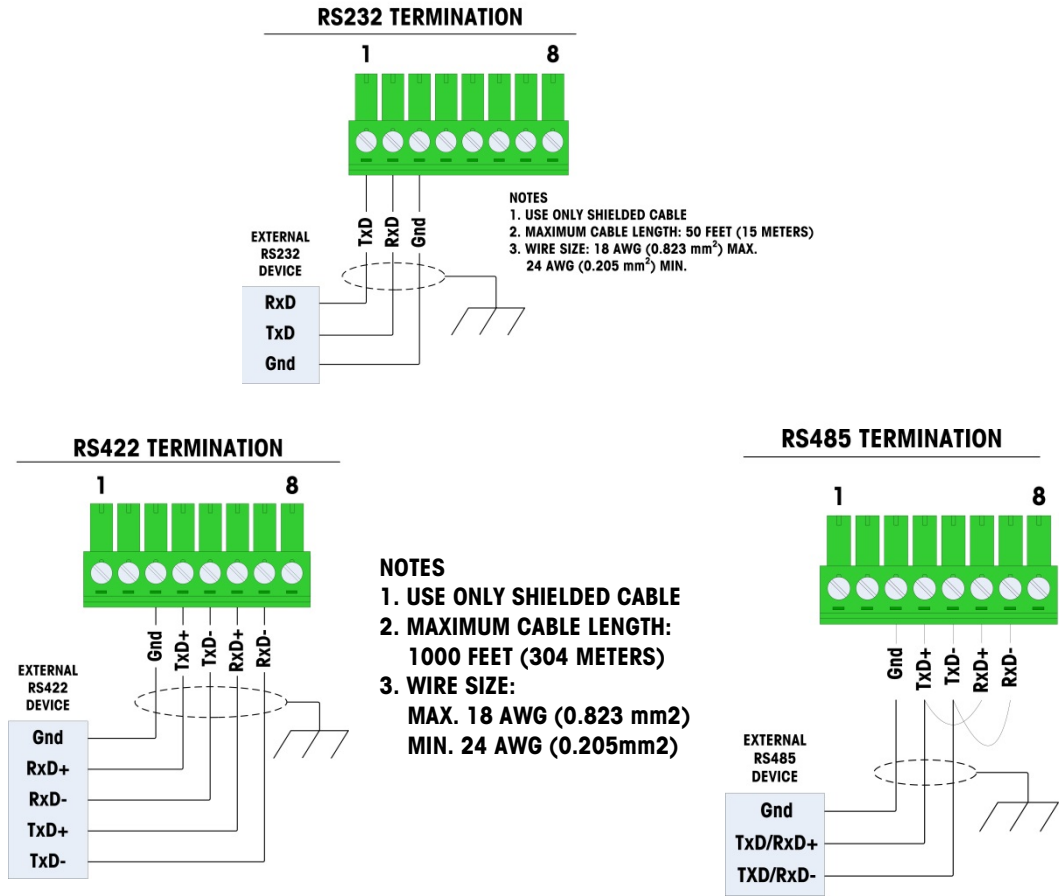 RS232 TERMINATION
1 8
TxD
RxD
Gnd
NOTES
1. USE ONLY SHIELDED CABLE
2. MAXIMUM CABLE LENGTH: 50 FEET (15 METERS)
3. WIRE SIZE: 18 AWG (0.823 mm²) MAX.
24 AWG (0.205 mm²) MIN.
EXTERNAL
RS232
DEVICE
RxD
TxD
Gnd
RS422 TERMINATION
1 8
Gnd
TxD+
TxD-
RxD+
RxD-
EXTERNAL
RS422
DEVICE
Gnd
RxD+
RxD-
TxD+
TxD-
NOTES
1. USE ONLY SHIELDED CABLE
2. MAXIMUM CABLE LENGTH:
1000 FEET (304 METERS)
3. WIRE SIZE:
MAX. 18 AWG (0.823 mm2)
MIN. 24 AWG (0.205mm2)
RS485 TERMINATION
1 8
Gnd
TxD+
TxD-
RxD+
RxD-
EXTERNAL
RS485
DEVICE
Gnd
TxD/RxD+
TXD/RxD-